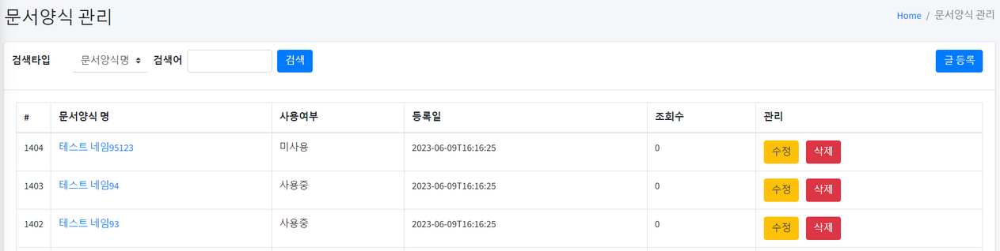 문서양식 관리
Home / 문서양식 관리
검색타입 문서양식명 검색어 검색 글 등록
# 문서양식 명 사용여부 등록일 조회수 관리
1404 테스트 네임95123 미사용 2023-06-09T16:16:25 0 수정 삭제
1403 테스트 네임94 사용중 2023-06-09T16:16:25 0 수정 삭제
1402 테스트 네임93 사용중 2023-06-09T16:16:25 0 수정 삭제